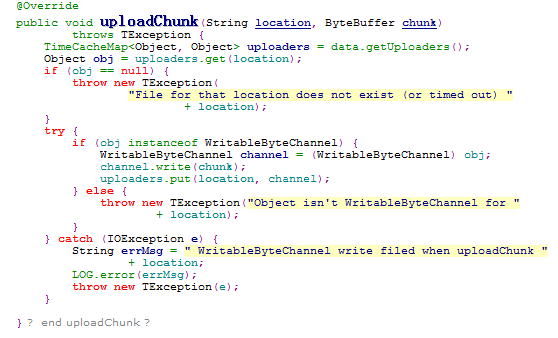 @Override
public void uploadChunk(String location, ByteBuffer chunk)
        throws TException {
    TimeCacheMap<Object, Object> uploaders = data.getUploaders();
    Object obj = uploaders.get(location);
    if (obj == null) {
        throw new TException(
                "File for that location does not exist (or timed out) "
                        + location);
    }
    try {
        if (obj instanceof WritableByteChannel) {
            WritableByteChannel channel = (WritableByteChannel) obj;
            channel.write(chunk);
            uploaders.put(location, channel);
        } else {
            throw new TException("Object isn't WritableByteChannel for "
                    + location);
        }
    } catch (IOException e) {
        String errMsg = " WritableByteChannel write filed when uploadChunk "
                + location;
        LOG.error(errMsg);
        throw new TException(e);
    }

} ? end uploadChunk ?